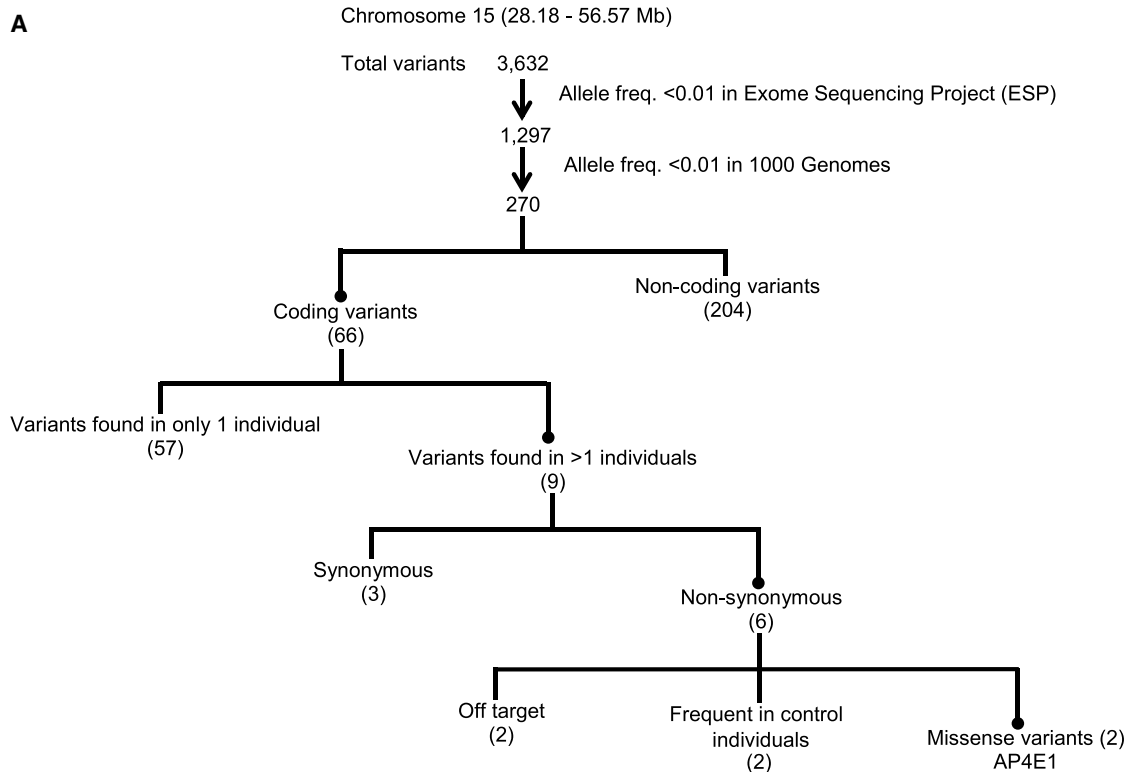 A
Chromosome 15 (28.18 - 56.57 Mb)
Total variants 3,632
Allele freq. <0.01 in Exome Sequencing Project (ESP)
1,297
Allele freq. <0.01 in 1000 Genomes
270
Non-coding variants
(204)
Coding variants
(66)
Variants found in only 1 individual
(57)
Variants found in >1 individuals
(9)
Synonymous
(3)
Non-synonymous
(6)
Off target
(2)
Frequent in control
individuals
(2)
Missense variants (2)
AP4E1